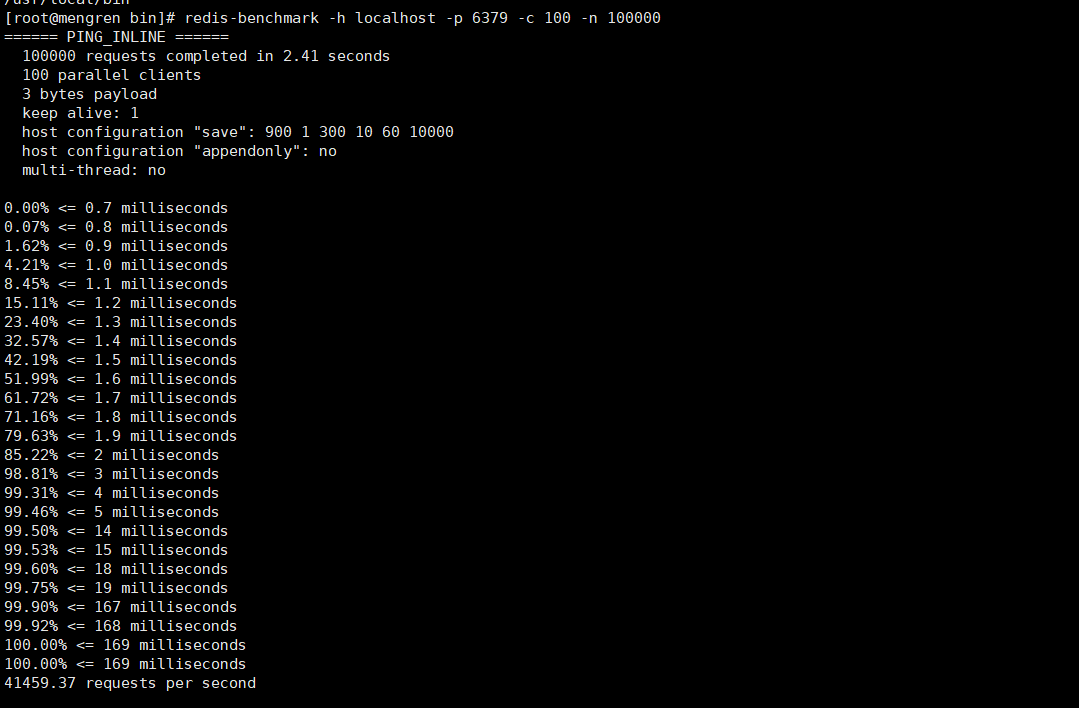 /usr/local/bin
[root@mengren bin]# redis-benchmark -h localhost -p 6379 -c 100 -n 100000
====== PING_INLINE ======
  100000 requests completed in 2.41 seconds
  100 parallel clients
  3 bytes payload
  keep alive: 1
  host configuration "save": 900 1 300 10 60 10000
  host configuration "appendonly": no
  multi-thread: no

0.00% <= 0.7 milliseconds
0.07% <= 0.8 milliseconds
1.62% <= 0.9 milliseconds
4.21% <= 1.0 milliseconds
8.45% <= 1.1 milliseconds
15.11% <= 1.2 milliseconds
23.40% <= 1.3 milliseconds
32.57% <= 1.4 milliseconds
42.19% <= 1.5 milliseconds
51.99% <= 1.6 milliseconds
61.72% <= 1.7 milliseconds
71.16% <= 1.8 milliseconds
79.63% <= 1.9 milliseconds
85.22% <= 2 milliseconds
98.81% <= 3 milliseconds
99.31% <= 4 milliseconds
99.46% <= 5 milliseconds
99.50% <= 14 milliseconds
99.53% <= 15 milliseconds
99.60% <= 18 milliseconds
99.75% <= 19 milliseconds
99.90% <= 167 milliseconds
99.92% <= 168 milliseconds
100.00% <= 169 milliseconds
100.00% <= 169 milliseconds
41459.37 requests per second